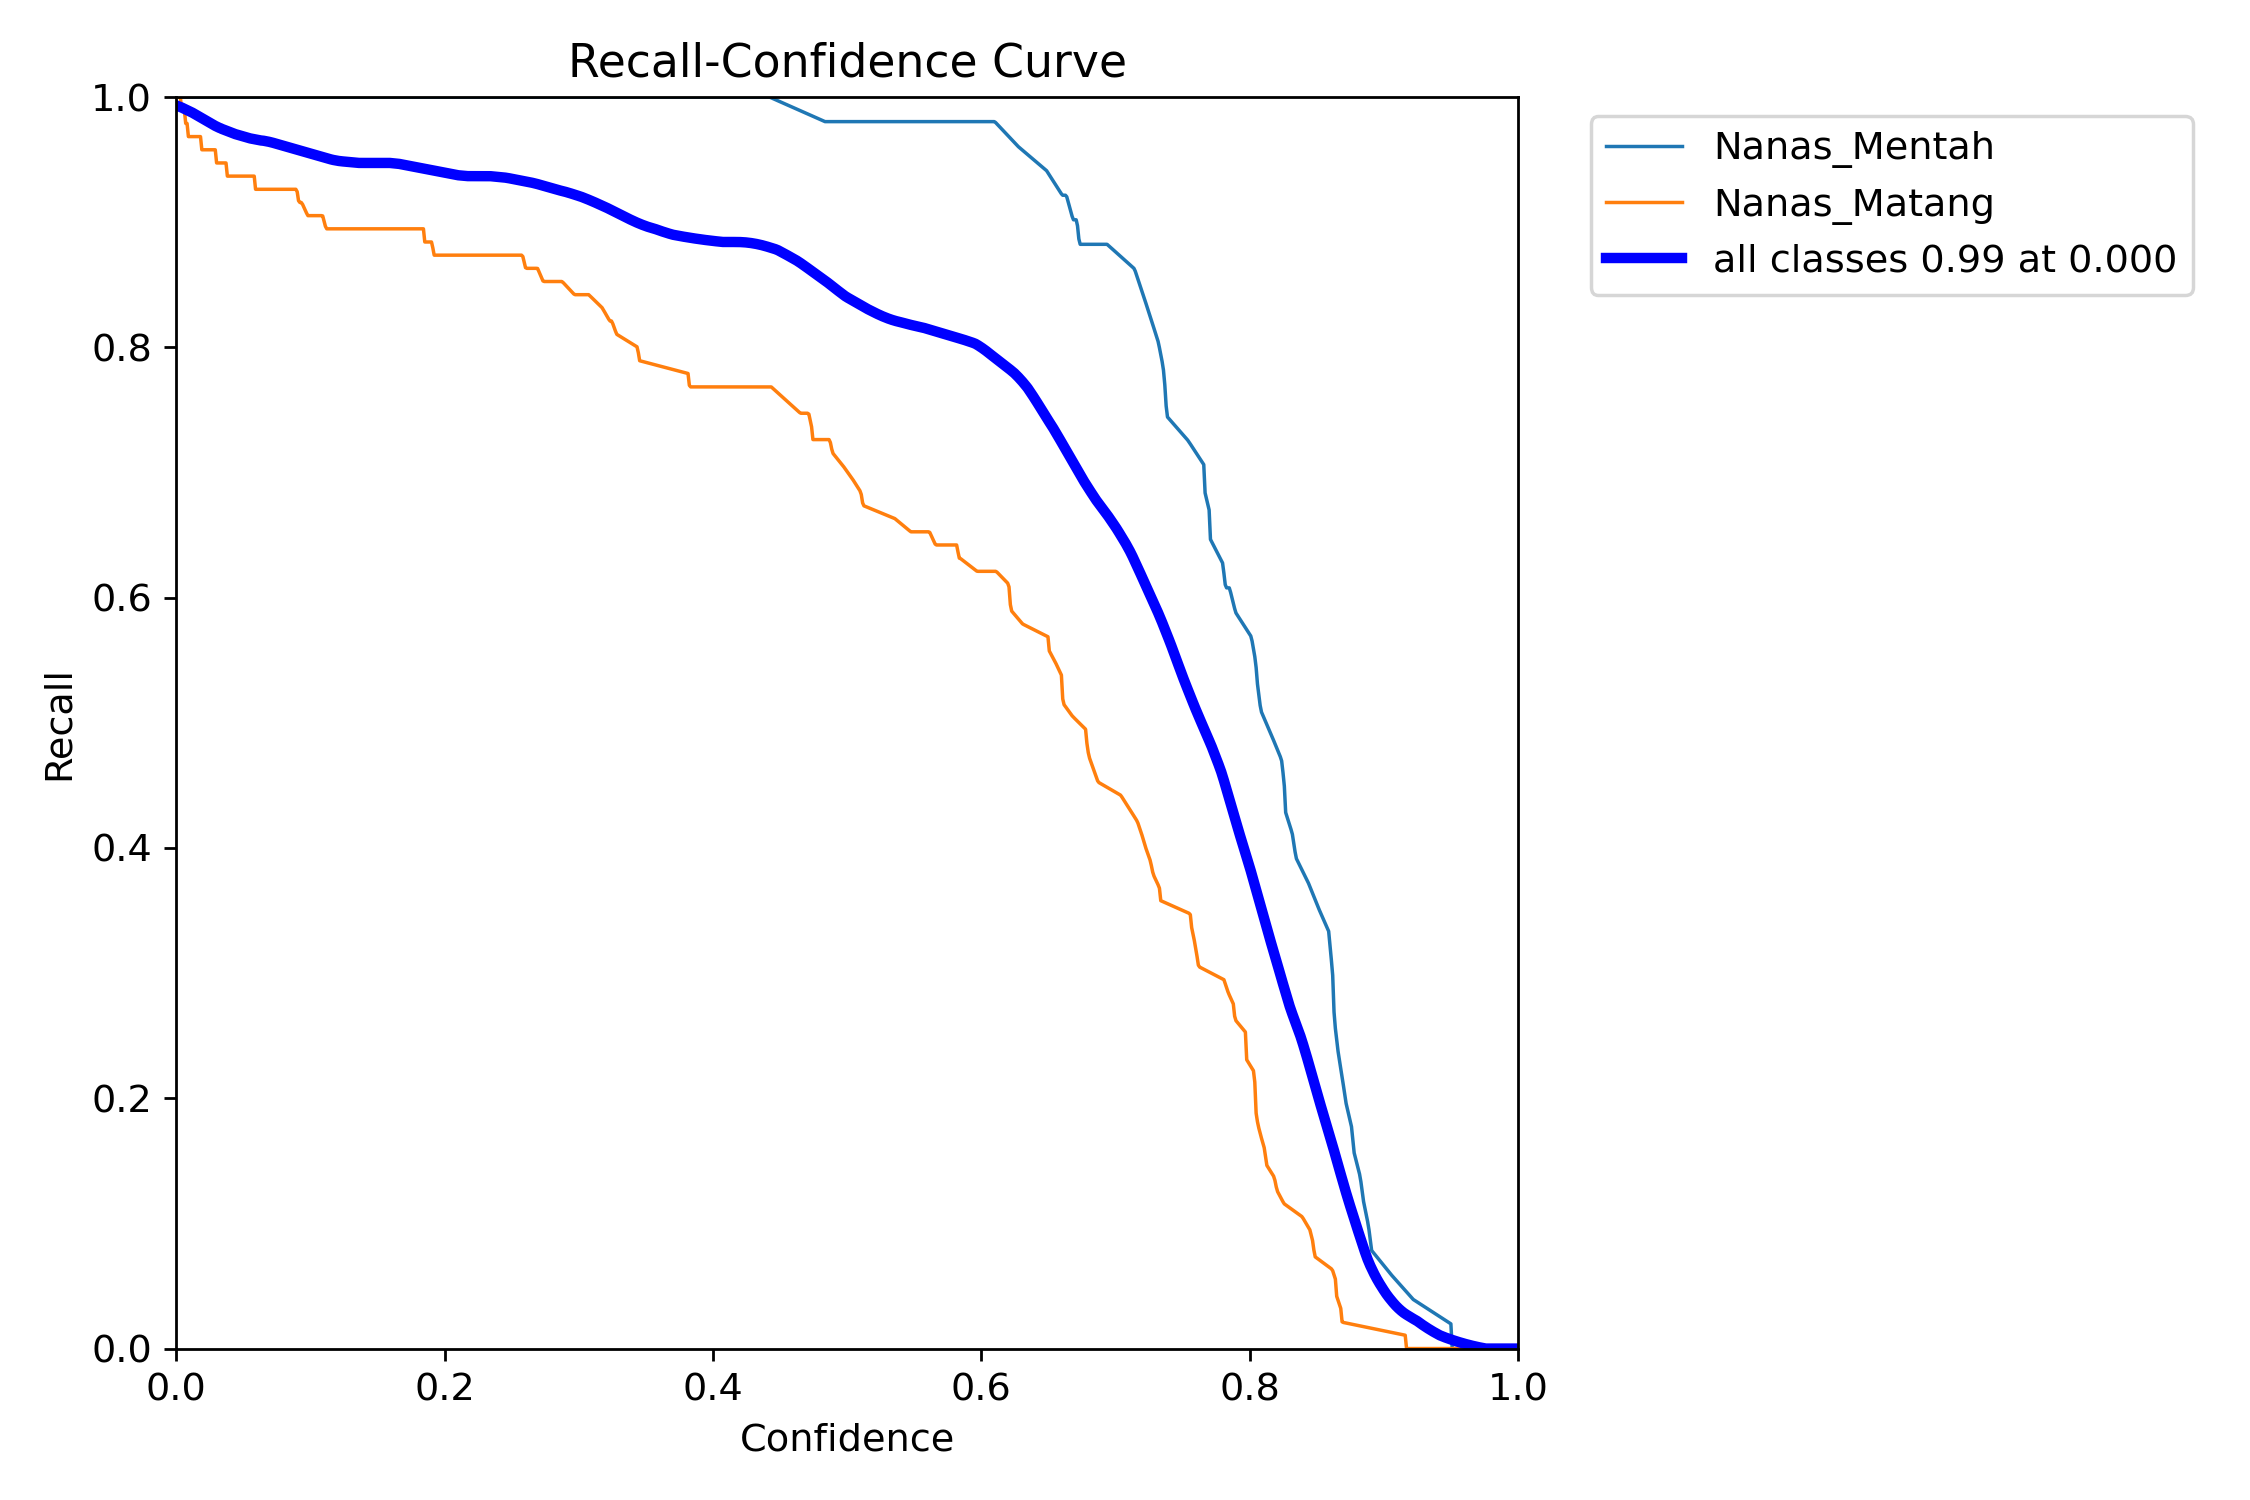 Recall-Confidence Curve
1.0
0.8
0.6
0.4
0.2
0.0
Recall
0.0 0.2 0.4 0.6 0.8 1.0
Confidence
Nanas_Mentah
Nanas_Matang
all classes 0.99 at 0.000